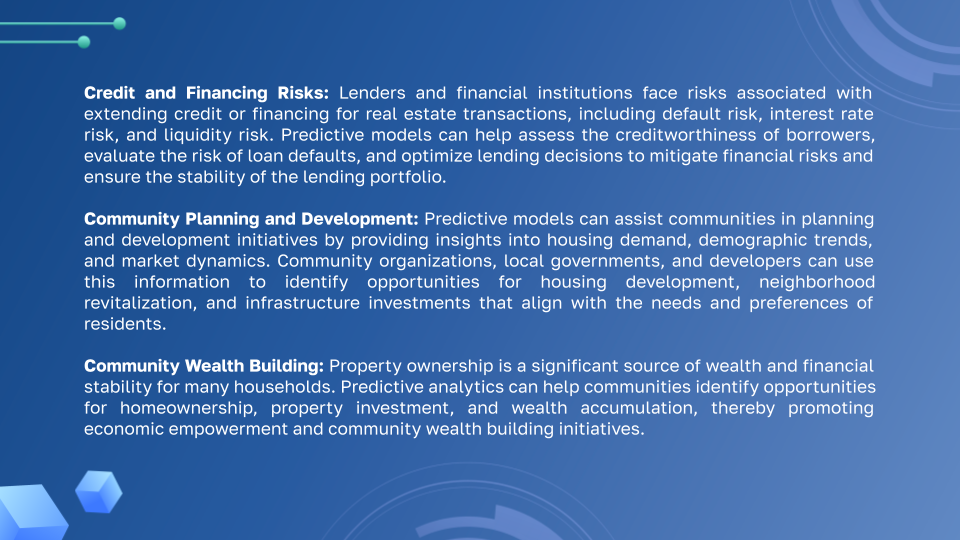 Credit and Financing Risks: Lenders and financial institutions face risks associated with
extending credit or financing for real estate transactions, including default risk, interest rate
risk, and liquidity risk. Predictive models can help assess the creditworthiness of borrowers,
evaluate the risk of loan defaults, and optimize lending decisions to mitigate financial risks and
ensure the stability of the lending portfolio.
Community Planning and Development: Predictive models can assist communities in planning
and development initiatives by providing insights into housing demand, demographic trends,
and market dynamics. Community organizations, local governments, and developers can use
this information to identify opportunities for housing development, neighborhood
revitalization, and infrastructure investments that align with the needs and preferences of
residents.
Community Wealth Building: Property ownership is a significant source of wealth and financial
stability for many households. Predictive analytics can help communities identify opportunities
for homeownership, property investment, and wealth accumulation, thereby promoting
economic empowerment and community wealth building initiatives.